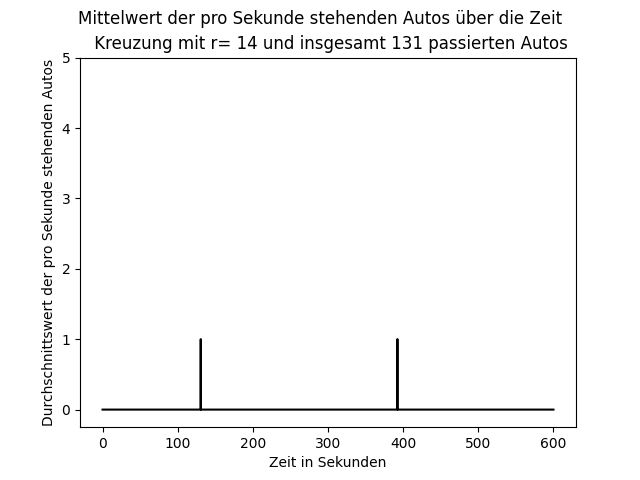 Mittelwert der pro Sekunde stehenden Autos über die Zeit
Kreuzung mit r= 14 und insgesamt 131 passierten Autos
Durchschnittswert der pro Sekunde stehenden Autos
5
4
3
2
1
0
0 100 200 300 400 500 600
Zeit in Sekunden